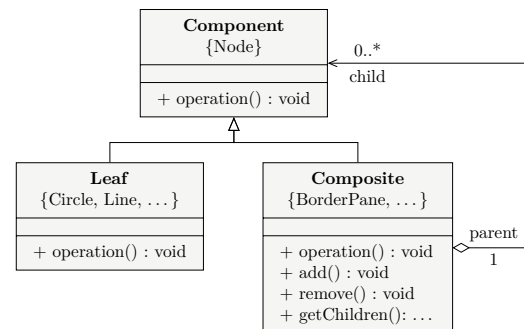 Component
{Node}
+ operation() : void
0..*
child
Leaf
{Circle, Line, . . . }
+ operation() : void
Composite
{BorderPane, . . . }
+ operation() : void
+ add() : void
+ remove() : void
+ getChildren(): . . .
parent
1